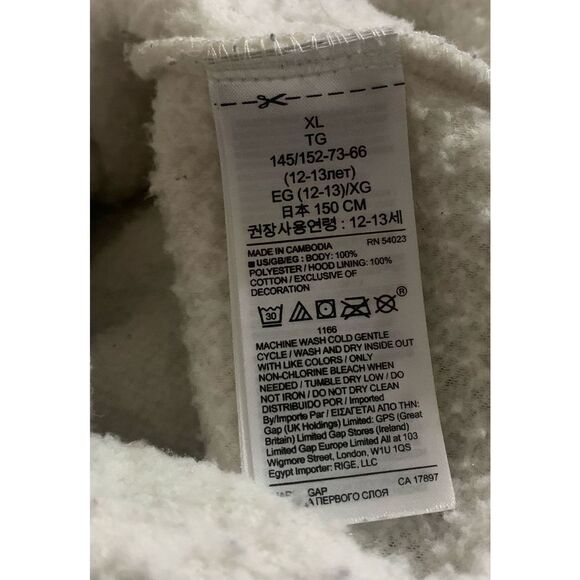 XL
TG
145/152-73-66
(12-13лет)
EG (12-13)/XG
日本 150 CM
권장사용연령 : 12-13세
MADE IN CAMBODIA RN 54023
US/GB/EG : BODY: 100%
POLYESTER / HOOD LINING: 100%
COTTON / EXCLUSIVE OF
DECORATION
30 ®
1166
MACHINE WASH COLD GENTLE
CYCLE / WASH AND DRY INSIDE OUT
WITH LIKE COLORS / ONLY
NON-CHLORINE BLEACH WHEN
NEEDED / TUMBLE DRY LOW / DO
NOT IRON / DO NOT DRY CLEAN
DISTRIBUIDO POR / Imported
By/Importe Par / ΕΙΣΑΓΕΤΑΙ ΑΠΟ ΤΗΝ:
Gap (UK Holdings) Limited: GPS (Great
Britain) Limited Gap Stores (Ireland)
Limited Gap Europe Limited All at 103
Wigmore Street, London, W1U 1QS
Egypt Importer: RIGE, LLC
GAP CA 17897
ПЕРВОГО СЛОЯ